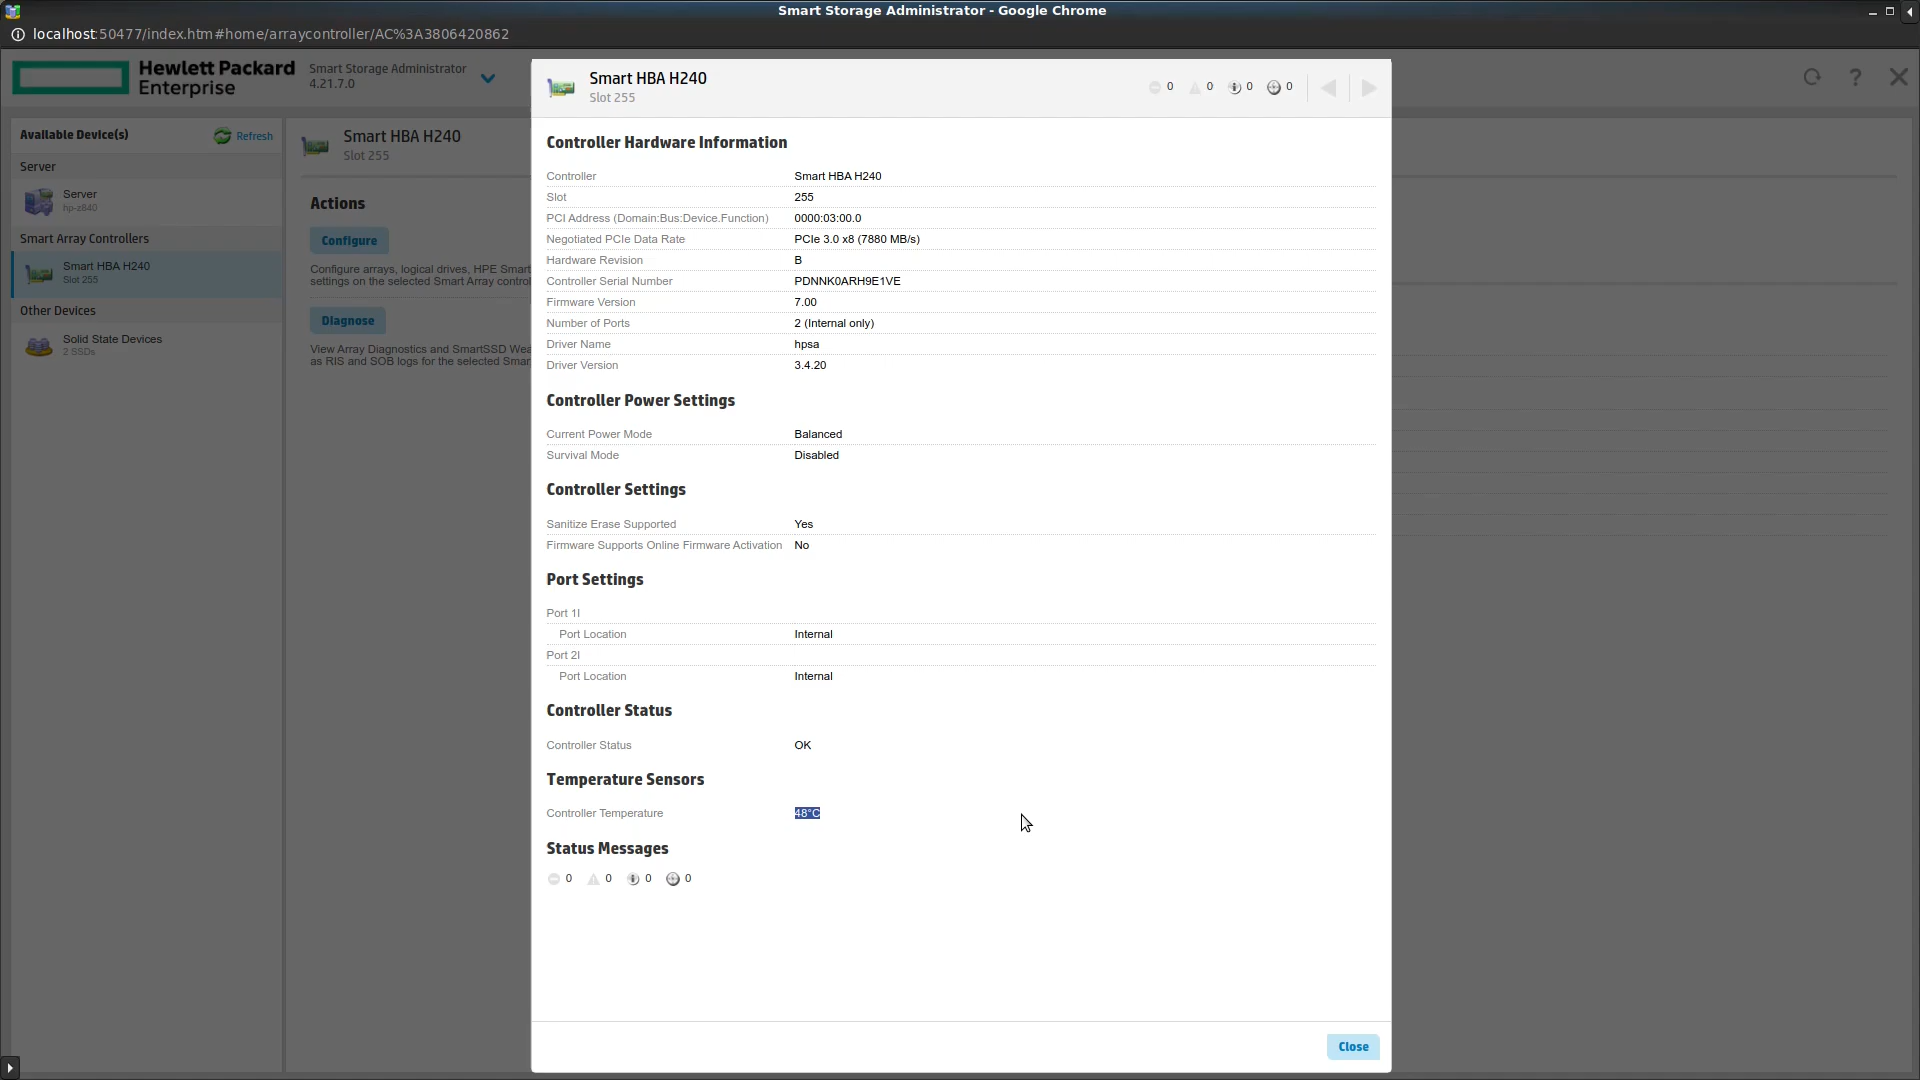 Smart Storage Administrator - Google Chrome
localhost:50477/index.htm#home/arraycontroller/AC%3A3806420862
Hewlett Packard
Enterprise
Smart Storage Administrator
4.21.7.0
Available Device(s)
Refresh
Server
Server
hp-z840
Smart Array Controllers
Smart HBA H240
Slot 255
Other Devices
Solid State Devices
2 SSDs
Smart HBA H240
Slot 255
Actions
Configure
Configure arrays, logical drives, HPE Smart
settings on the selected Smart Array control
Diagnose
View Array Diagnostics and SmartSSD Wea
as RIS and SOB logs for the selected Smar
Smart HBA H240
Slot 255
0 0 0 0
Controller Hardware Information
Controller Smart HBA H240
Slot 255
PCI Address (Domain:Bus:Device.Function) 0000:03:00.0
Negotiated PCIe Data Rate PCIe 3.0 x8 (7880 MB/s)
Hardware Revision B
Controller Serial Number PDNNK0ARH9E1VE
Firmware Version 7.00
Number of Ports 2 (Internal only)
Driver Name hpsa
Driver Version 3.4.20
Controller Power Settings
Current Power Mode Balanced
Survival Mode Disabled
Controller Settings
Sanitize Erase Supported Yes
Firmware Supports Online Firmware Activation No
Port Settings
Port 1I
Port Location Internal
Port 2I
Port Location Internal
Controller Status
Controller Status OK
Temperature Sensors
Controller Temperature 48°C
Status Messages
0 0 0 0
Close